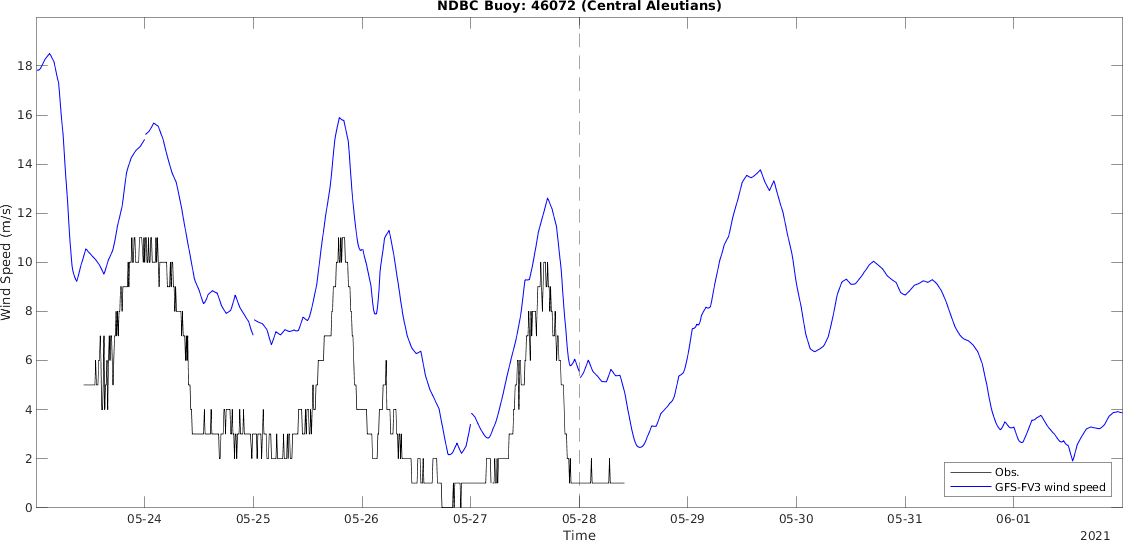 NDBC Buoy: 46072 (Central Aleutians)
Wind Speed (m/s)
18
16
14
12
10
8
6
4
2
0
Obs.
GFS-FV3 wind speed
05-24 05-25 05-26 05-27 05-28 05-29 05-30 05-31 06-01
Time
2021